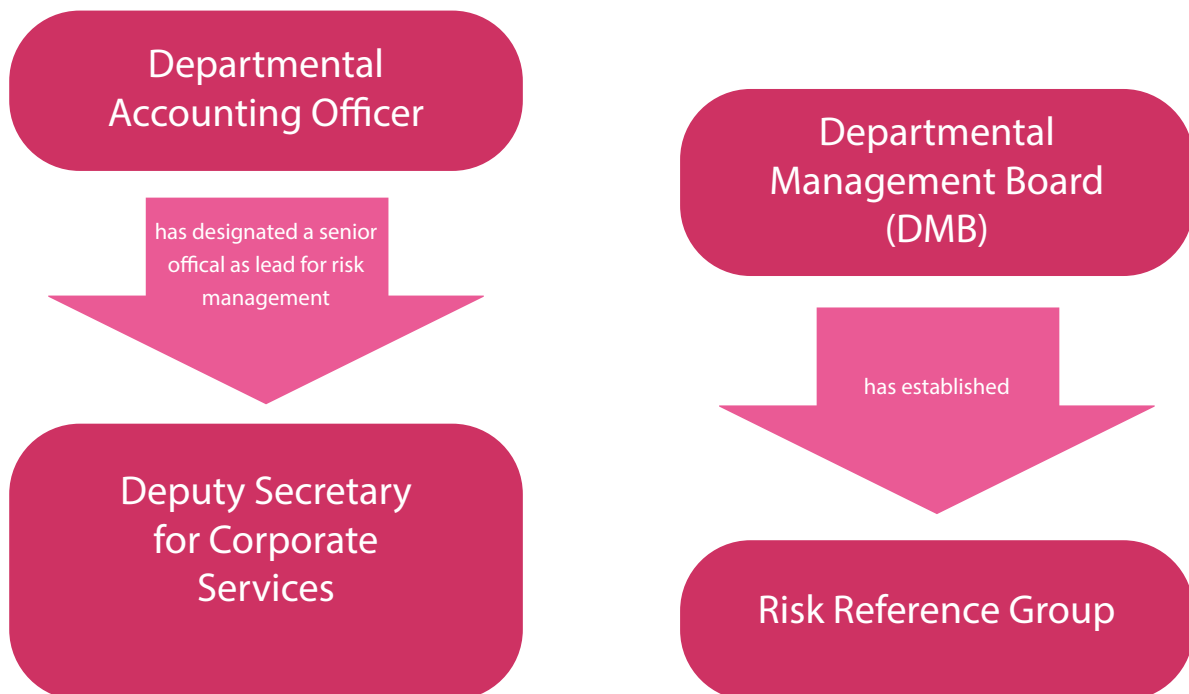 Departmental
Accounting Officer
has designated a senior
offical as lead for risk
management
Deputy Secretary
for Corporate
Services
Departmental
Management Board
(DMB)
has established
Risk Reference Group